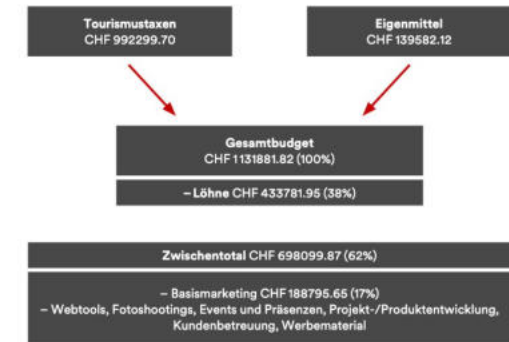 Tourismustaxen
CHF 992299.70
Eigenmittel
CHF 139582.12
Gesamtbudget
CHF 1131881.82 (100%)
– Löhne CHF 433781.95 (38%)
Zwischentotal CHF 698099.87 (62%)
– Basismarketing CHF 188795.65 (17%)
– Webtools, Fotoshootings, Events und Präsenzen, Projekt-/Produktentwicklung,
Kundenbetreuung, Werbematerial